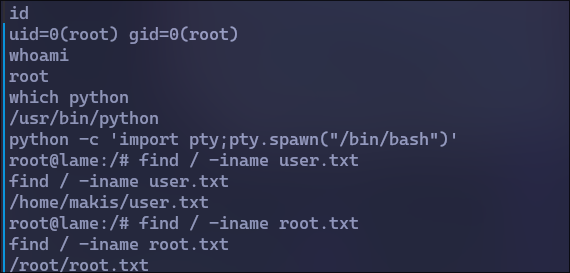 id
uid=0(root) gid=0(root)
whoami
root
which python
/usr/bin/python
python -c 'import pty;pty.spawn("/bin/bash")'
root@lame:/# find / -iname user.txt
find / -iname user.txt
/home/makis/user.txt
root@lame:/# find / -iname root.txt
find / -iname root.txt
/root/root.txt